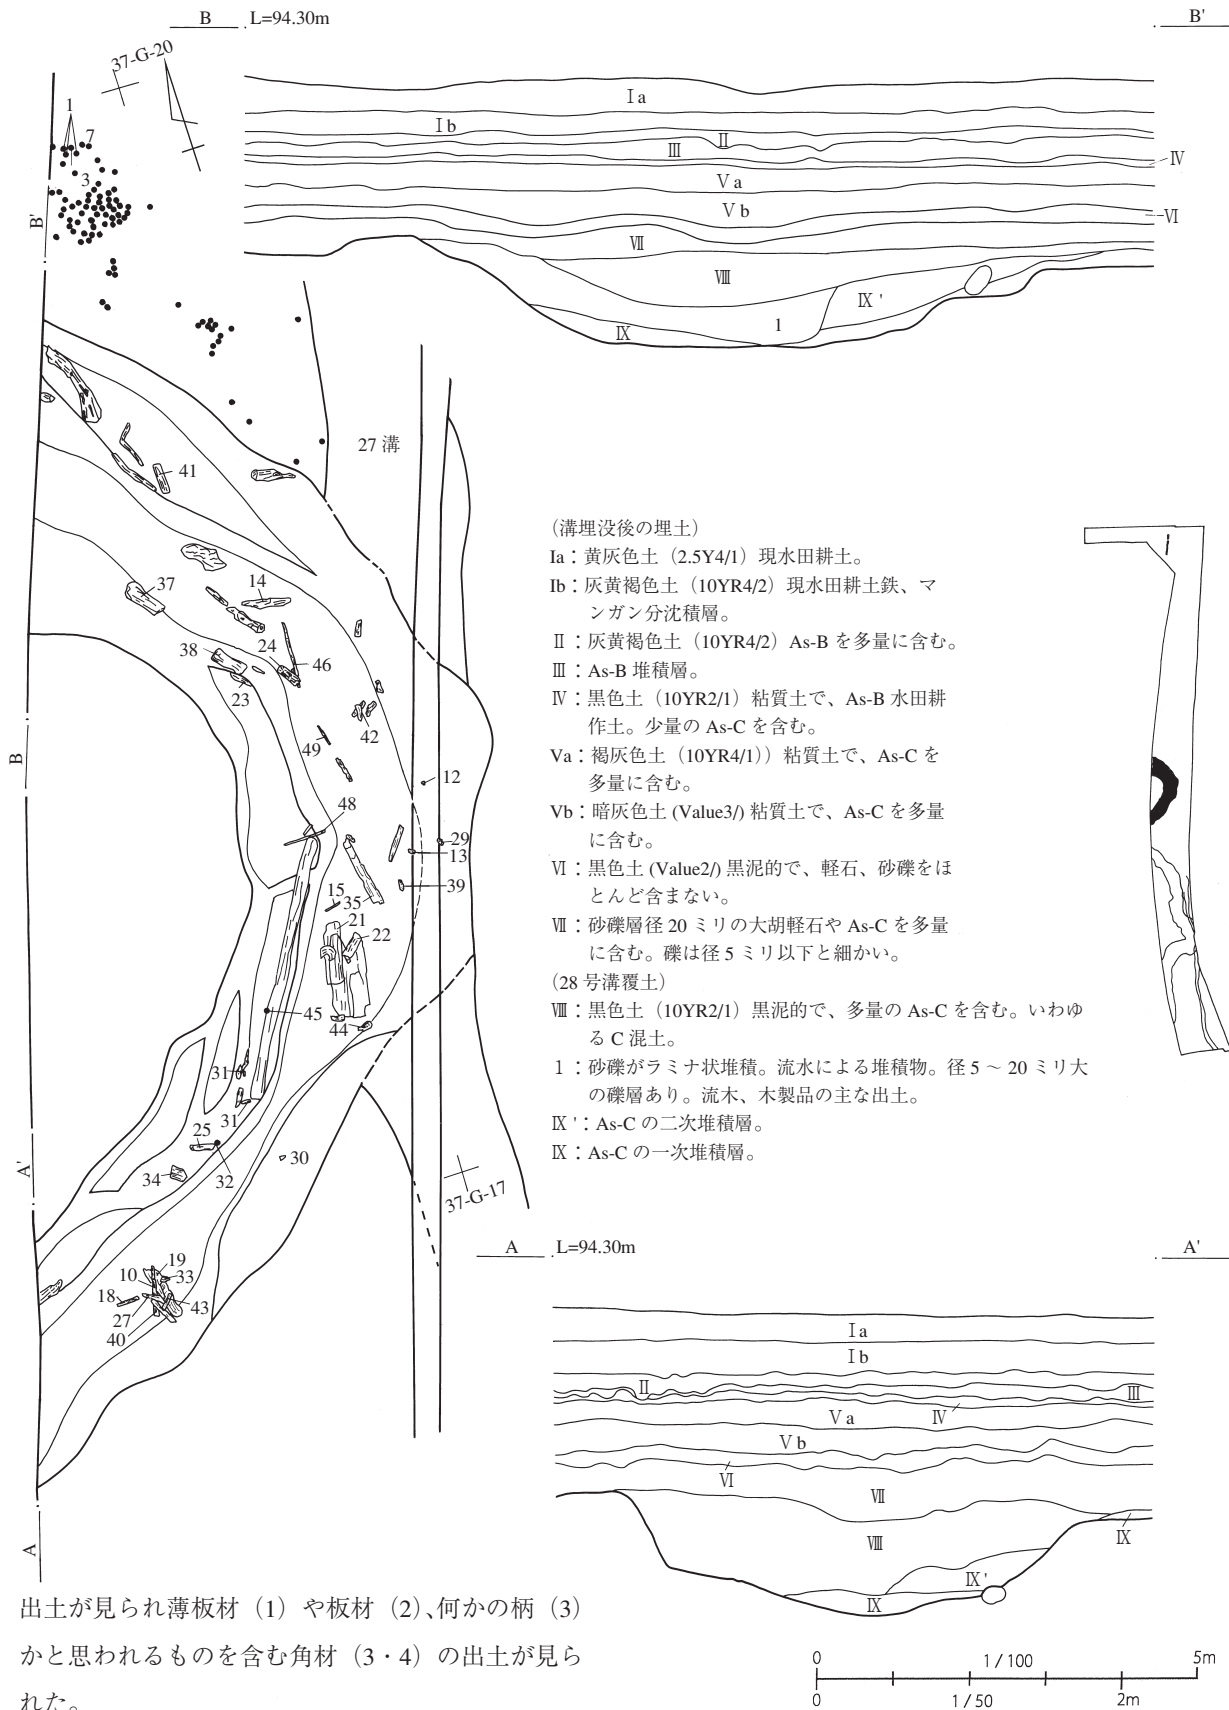 B L=94.30m B'
37-G-20
1
7
3
B'
Ⅰa
Ⅰb
Ⅱ
Ⅲ
Ⅳ
Ⅴa
Ⅴb
Ⅵ
Ⅶ
Ⅷ
Ⅸ'
Ⅸ
1
27溝
41
37
14
38
24
46
23
42
49
12
48
29
13
39
15
35
21
22
45
44
31
31
25
32
34
30
37-G-17
19
10
33
18
27
43
40
B
A'
A
(溝埋没後の埋土)
Ia:黄灰色土(2.5Y4/1)現水田耕土。
Ib:灰黄褐色土(10YR4/2)現水田耕土鉄、マ
ンガン分沈積層。
Ⅱ:灰黄褐色土(10YR4/2)As-B を多量に含む。
Ⅲ:As-B 堆積層。
Ⅳ:黒色土(10YR2/1)粘質土で、As-B 水田耕
作土。少量の As-C を含む。
Va:褐灰色土(10YR4/1))粘質土で、As-C を
多量に含む。
Vb:暗灰色土 (Value3/) 粘質土で、As-C を多量
に含む。
Ⅵ:黒色土 (Value2/) 黒泥的で、軽石、砂礫をほ
とんど含まない。
Ⅶ:砂礫層径 20 ミリの大胡軽石や As-C を多量
に含む。礫は径 5 ミリ以下と細かい。
(28 号溝覆土)
Ⅷ:黒色土(10YR2/1)黒泥的で、多量の As-C を含む。いわゆ
る C 混土。
1:砂礫がラミナ状堆積。流水による堆積物。径 5 ~ 20 ミリ大
の礫層あり。流木、木製品の主な出土。
Ⅸ':As-C の二次堆積層。
Ⅸ:As-C の一次堆積層。
A L=94.30m A'
Ⅰa
Ⅰb
Ⅱ
Ⅲ
Ⅳ
Ⅴa
Ⅴb
Ⅵ
Ⅶ
Ⅷ
Ⅸ
Ⅸ'
Ⅸ
出土が見られ薄板材(1)や板材(2)、何かの柄(3)
かと思われるものを含む角材(3・4)の出土が見ら
れた。
0 1/100 5m
0 1/50 2m